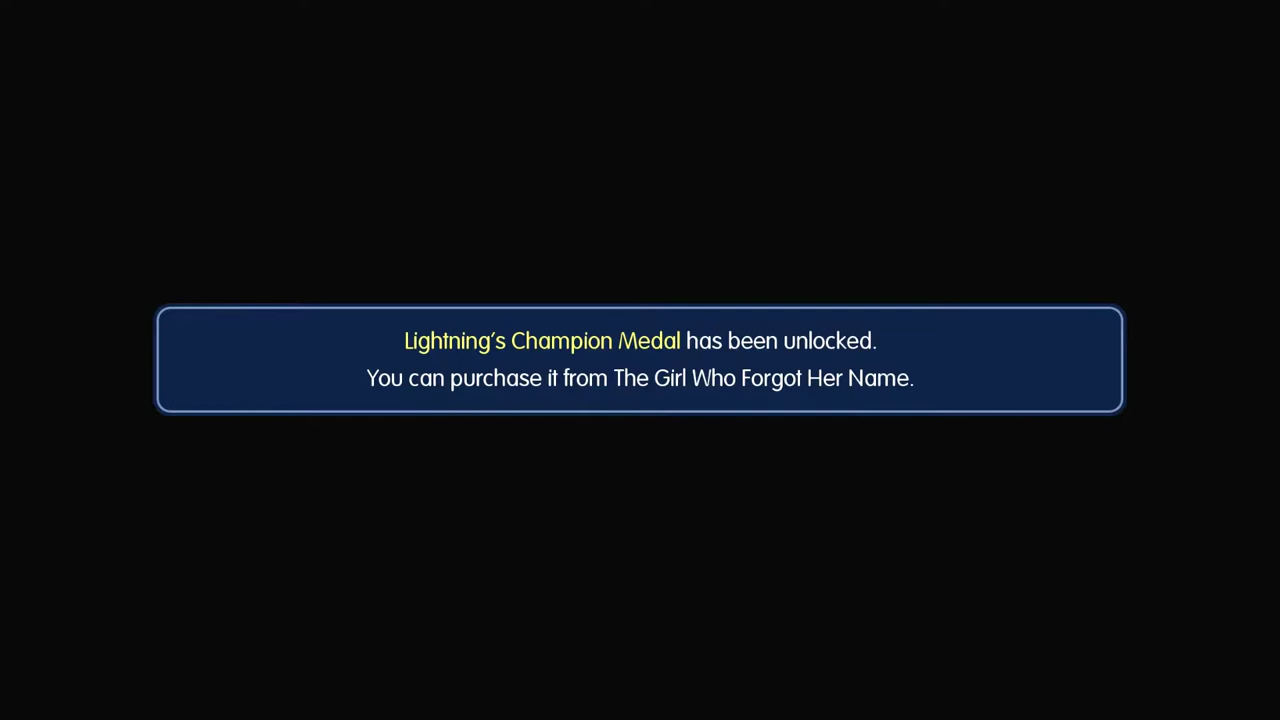 Lightning's Champion Medal has been unlocked.
You can purchase it from The Girl Who Forgot Her Name.